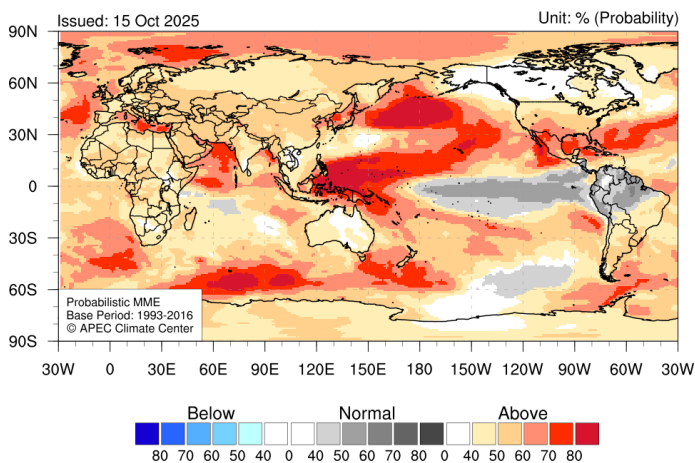 Issued: 15 Oct 2025
Unit: % (Probability)
90N
60N
30N
0
30S
60S
90S
Probabilistic MME
Base Period: 1993-2016
© APEC Climate Center
30W 0 30E 60E 90E 120E 150E 180 150W 120W 90W 60W 30W
Below Normal Above
80 70 60 50 40 0 40 50 60 70 80 0 40 50 60 70 80